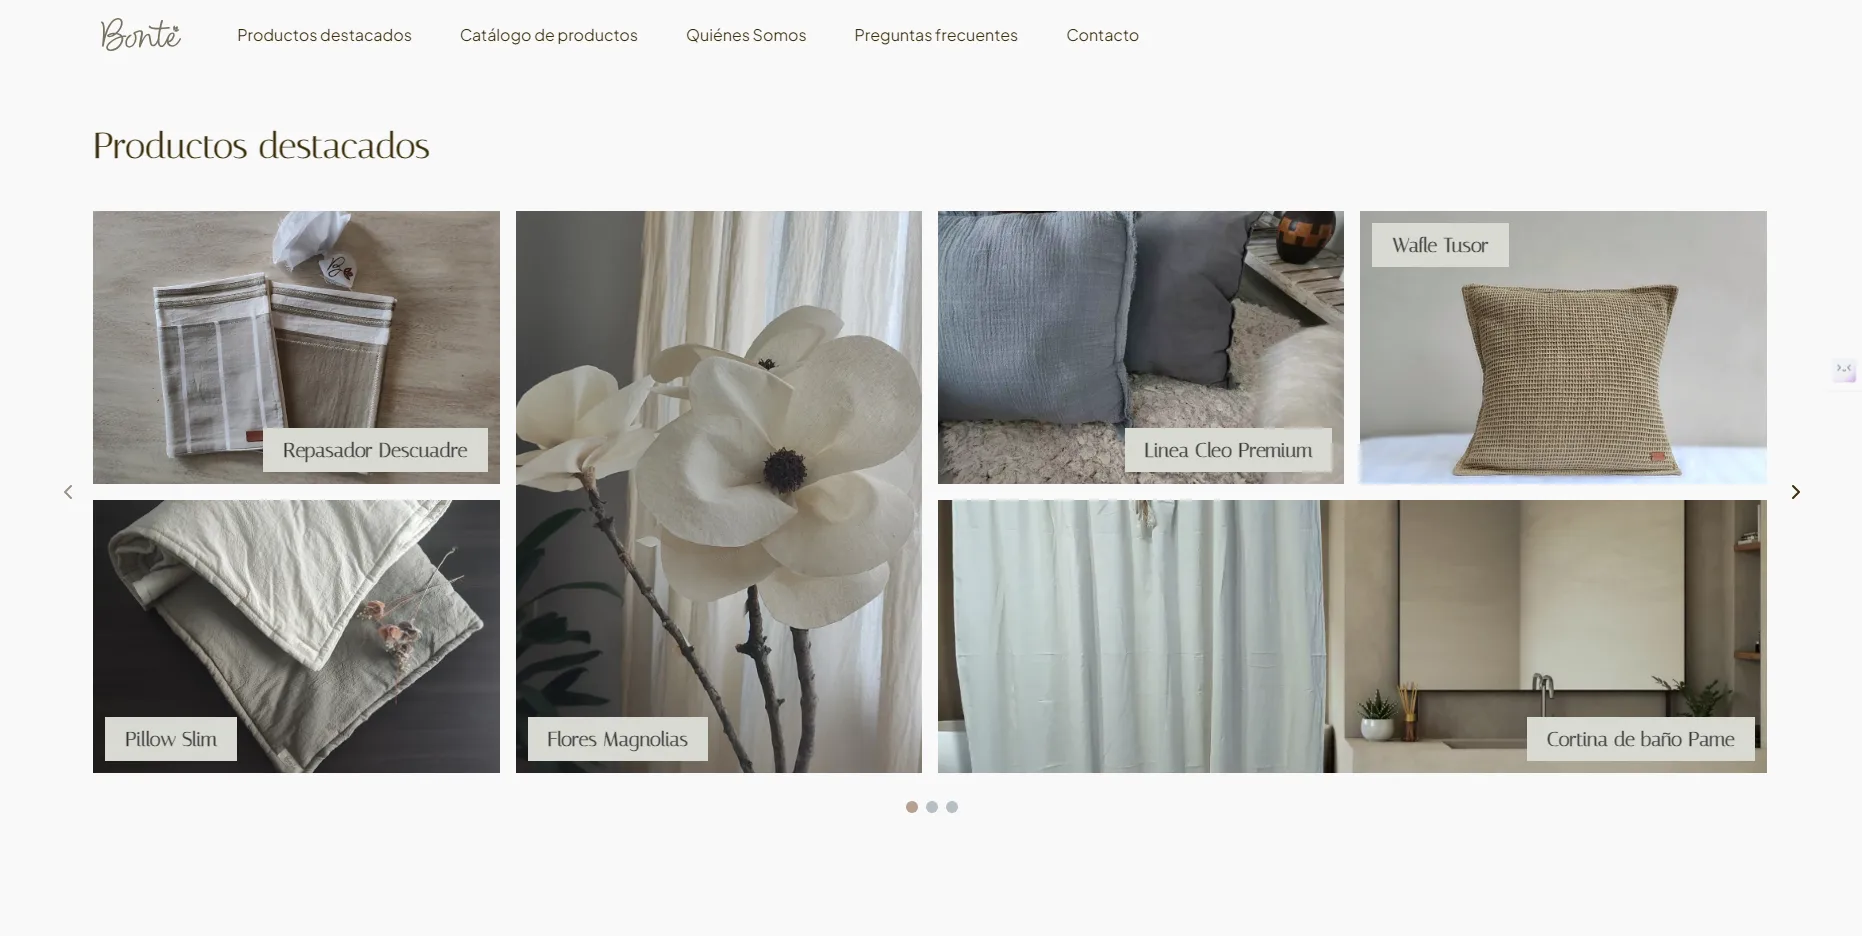 Bonté
Productos destacados
Catálogo de productos
Quiénes Somos
Preguntas frecuentes
Contacto
Productos destacados
Repasador Descuadre
Flores Magnolias
Linea Cleo Premium
Wafle Tusor
Pillow Slim
Cortina de baño Pame